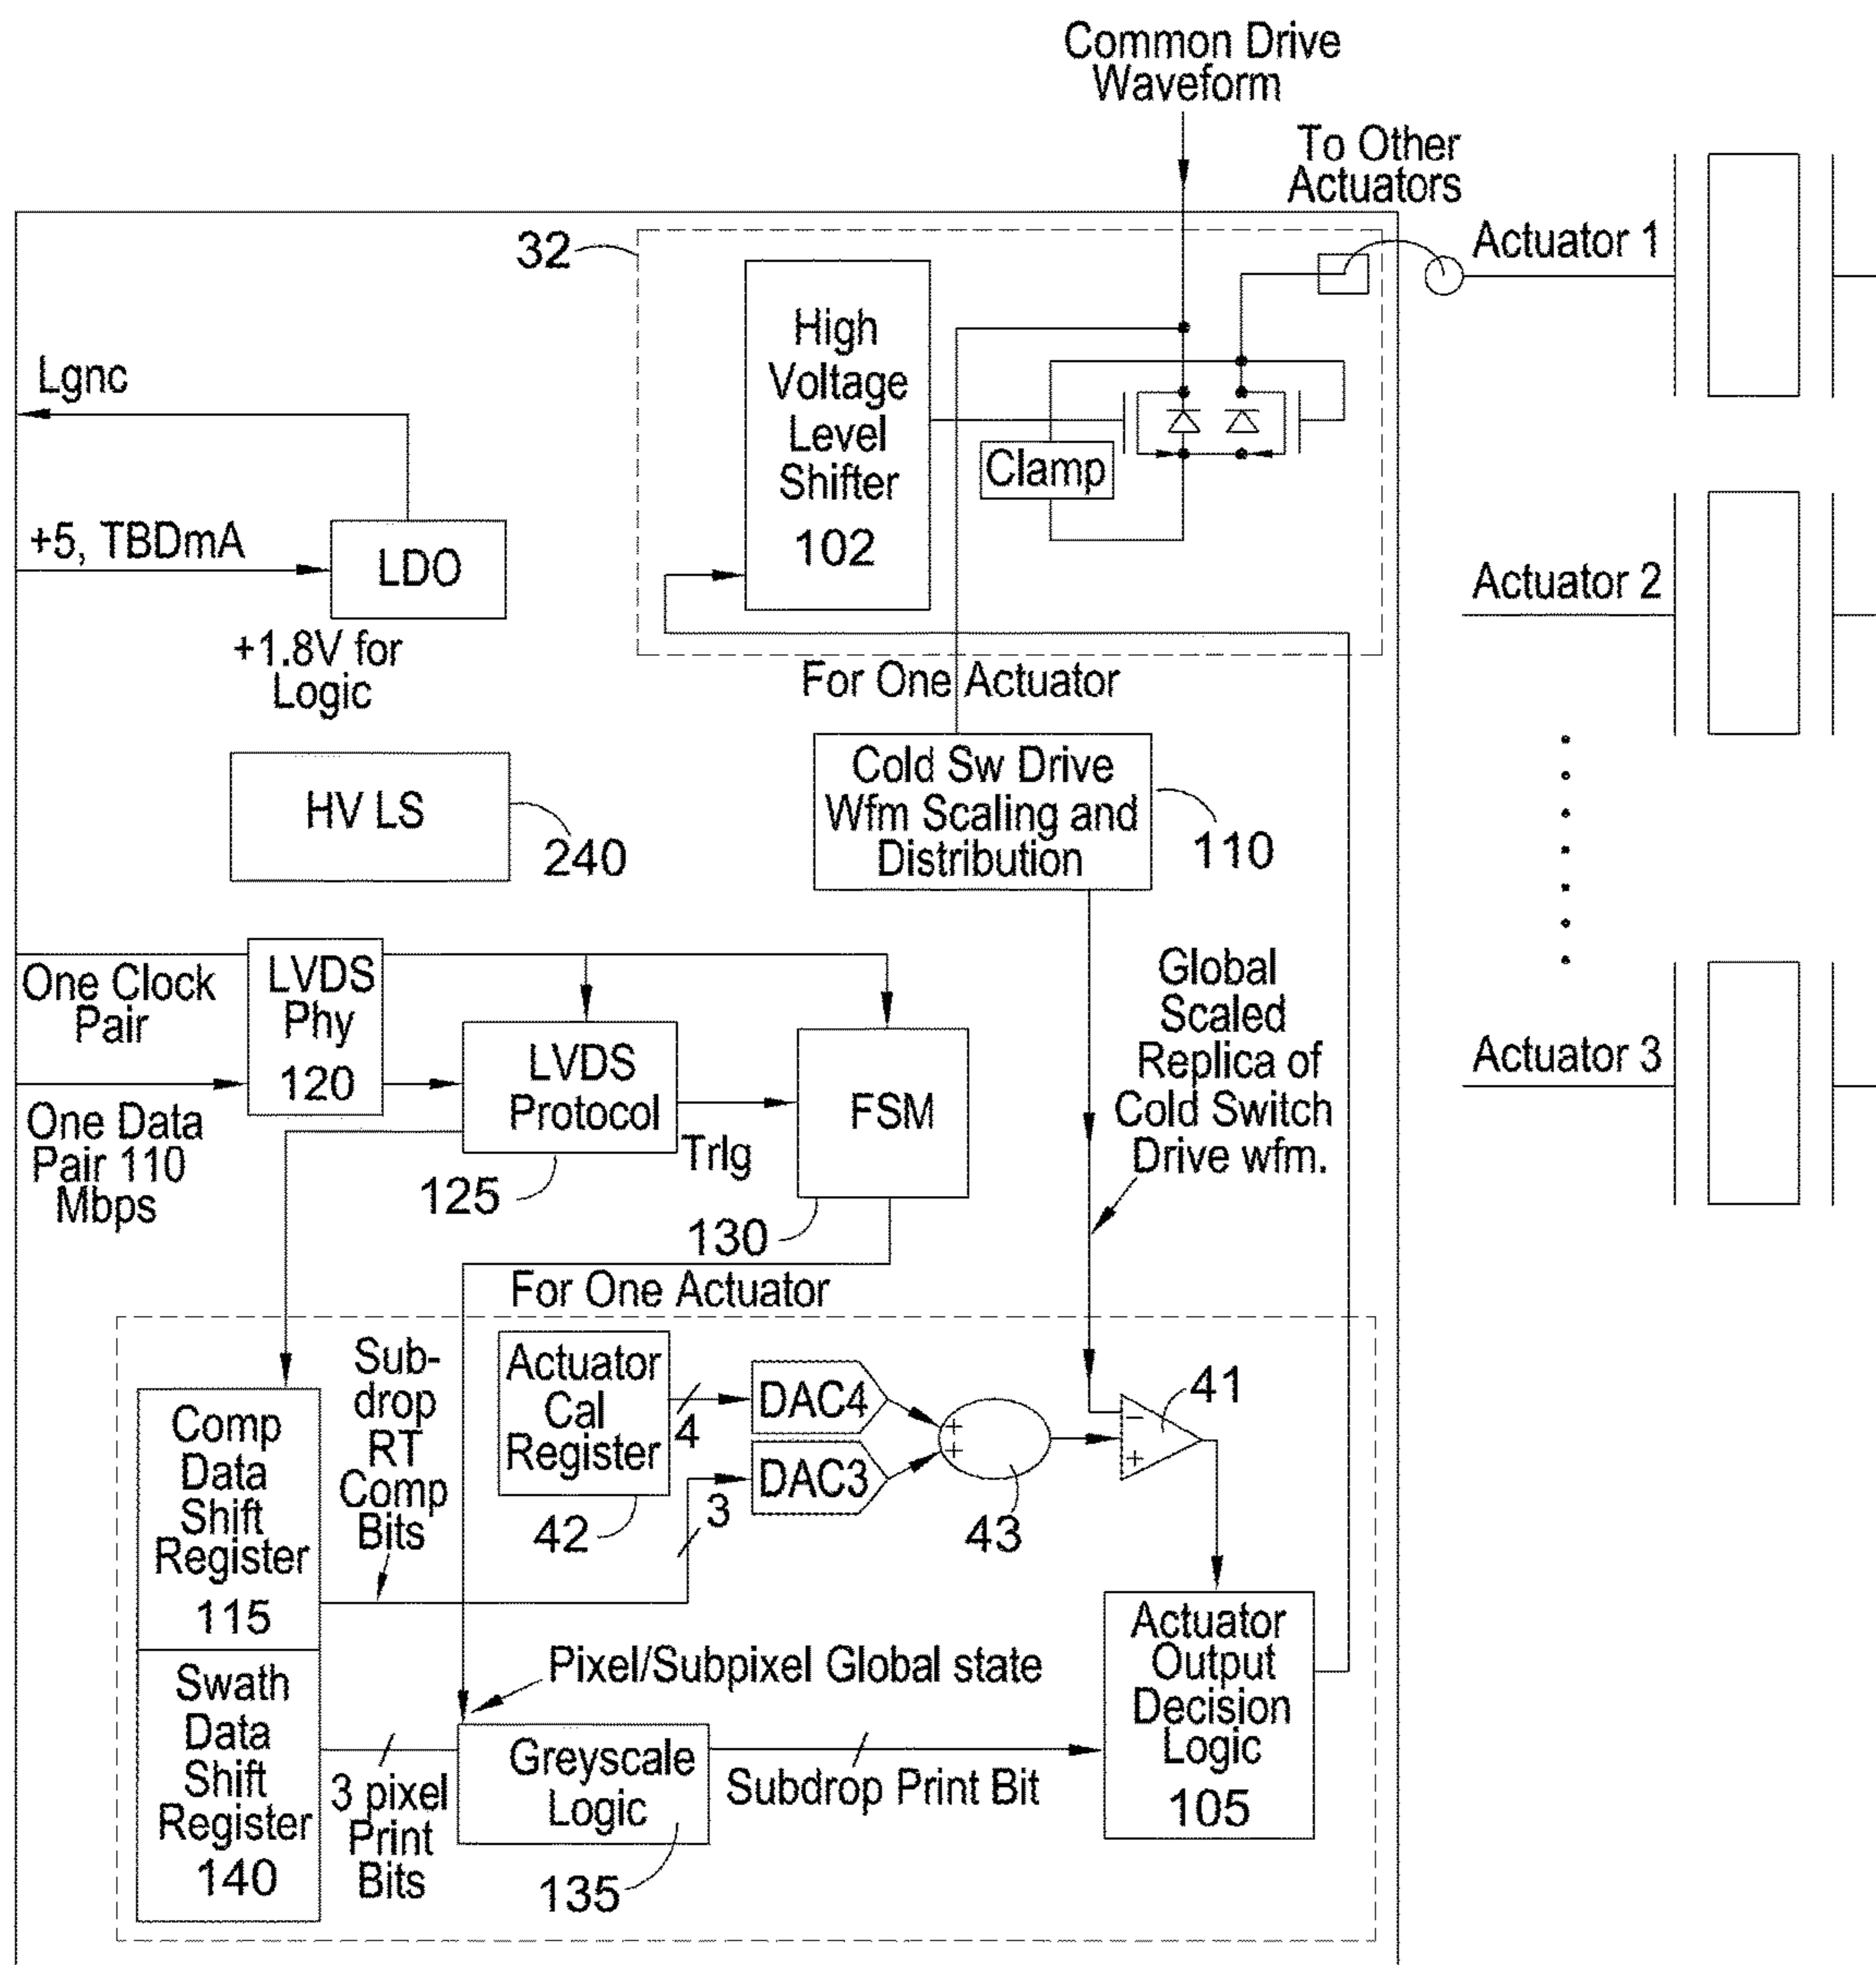 Common Drive
Waveform
To Other
Actuators
32
Actuator 1
High
Voltage
Level
Shifter
102
Clamp
Lgnc
+5, TBDmA
LDO
+1.8V for
Logic
Actuator 2
For One Actuator
HV LS
240
Cold Sw Drive
Wfm Scaling and
Distribution
110
One Clock
Pair
LVDS
Phy
120
One Data
Pair 110
Mbps
LVDS
Protocol
125
Trlg
FSM
130
Global
Scaled
Replica of
Cold Switch
Drive wfm.
Actuator 3
For One Actuator
Comp
Data
Shift
Register
115
Sub-
drop
RT
Comp
Bits
Actuator
Cal
Register
42
4
3
DAC4
DAC3
+
+
43
−
+
41
Swath
Data
Shift
Register
140
3 pixel
Print
Bits
Pixel/Subpixel Global state
Greyscale
Logic
135
Subdrop Print Bit
Actuator
Output
Decision
Logic
105